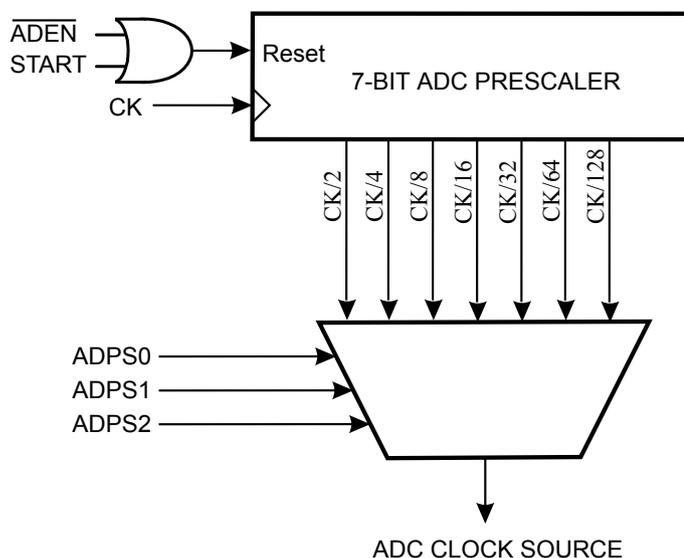 ADEN
START
CK
Reset
7-BIT ADC PRESCALER
CK/2
CK/4
CK/8
CK/16
CK/32
CK/64
CK/128
ADPS0
ADPS1
ADPS2
ADC CLOCK SOURCE